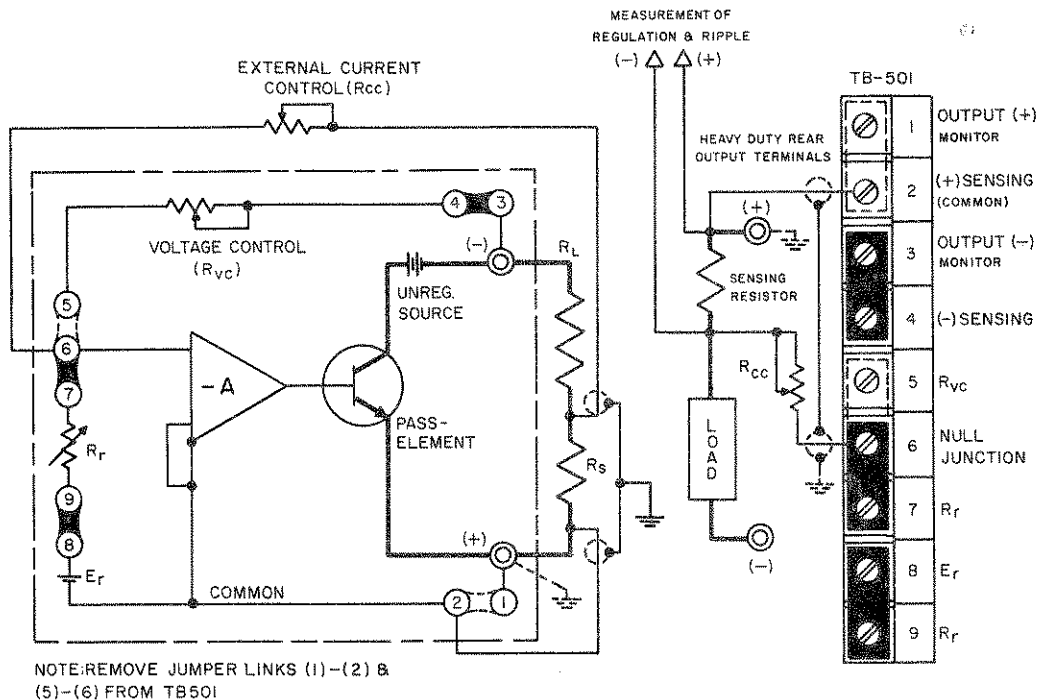 MEASUREMENT OF
REGULATION & RIPPLE
(−) (+)
EXTERNAL CURRENT
CONTROL (Rcc)
TB-501
HEAVY DUTY REAR
OUTPUT TERMINALS
1 OUTPUT (+)
MONITOR
2 (+) SENSING
(COMMON)
3 OUTPUT (−)
MONITOR
4 (−) SENSING
5 Rvc
6 NULL
JUNCTION
7 Rr
8 Er
9 Rr
4 3
VOLTAGE CONTROL
(Rvc)
(−)
RL
UNREG.
SOURCE
(+)
SENSING
RESISTOR
5
6
7
−A
PASS-
ELEMENT
RCC
LOAD
Rr
RS
9
8
(+)
(−)
Er
COMMON
2 1
NOTE: REMOVE JUMPER LINKS (1)-(2) &
(5)-(6) FROM TB501